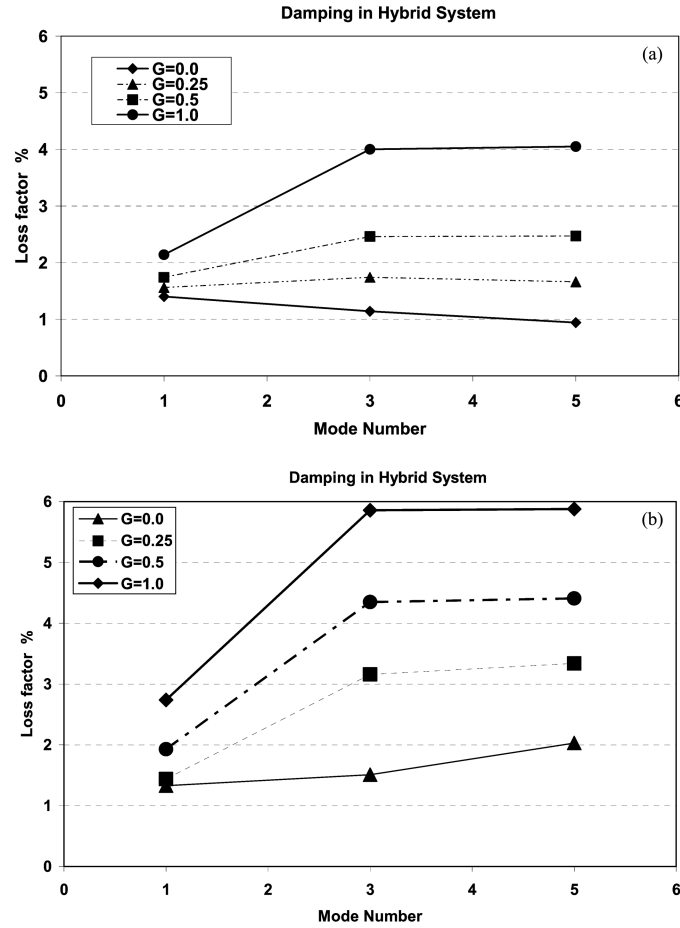 Damping in Hybrid System
(a)
G=0.0
G=0.25
G=0.5
G=1.0
Loss factor %
6
5
4
3
2
1
0
0 1 2 3 4 5 6
Mode Number
Damping in Hybrid System
(b)
G=0.0
G=0.25
G=0.5
G=1.0
Loss factor %
6
5
4
3
2
1
0
0 1 2 3 4 5 6
Mode Number